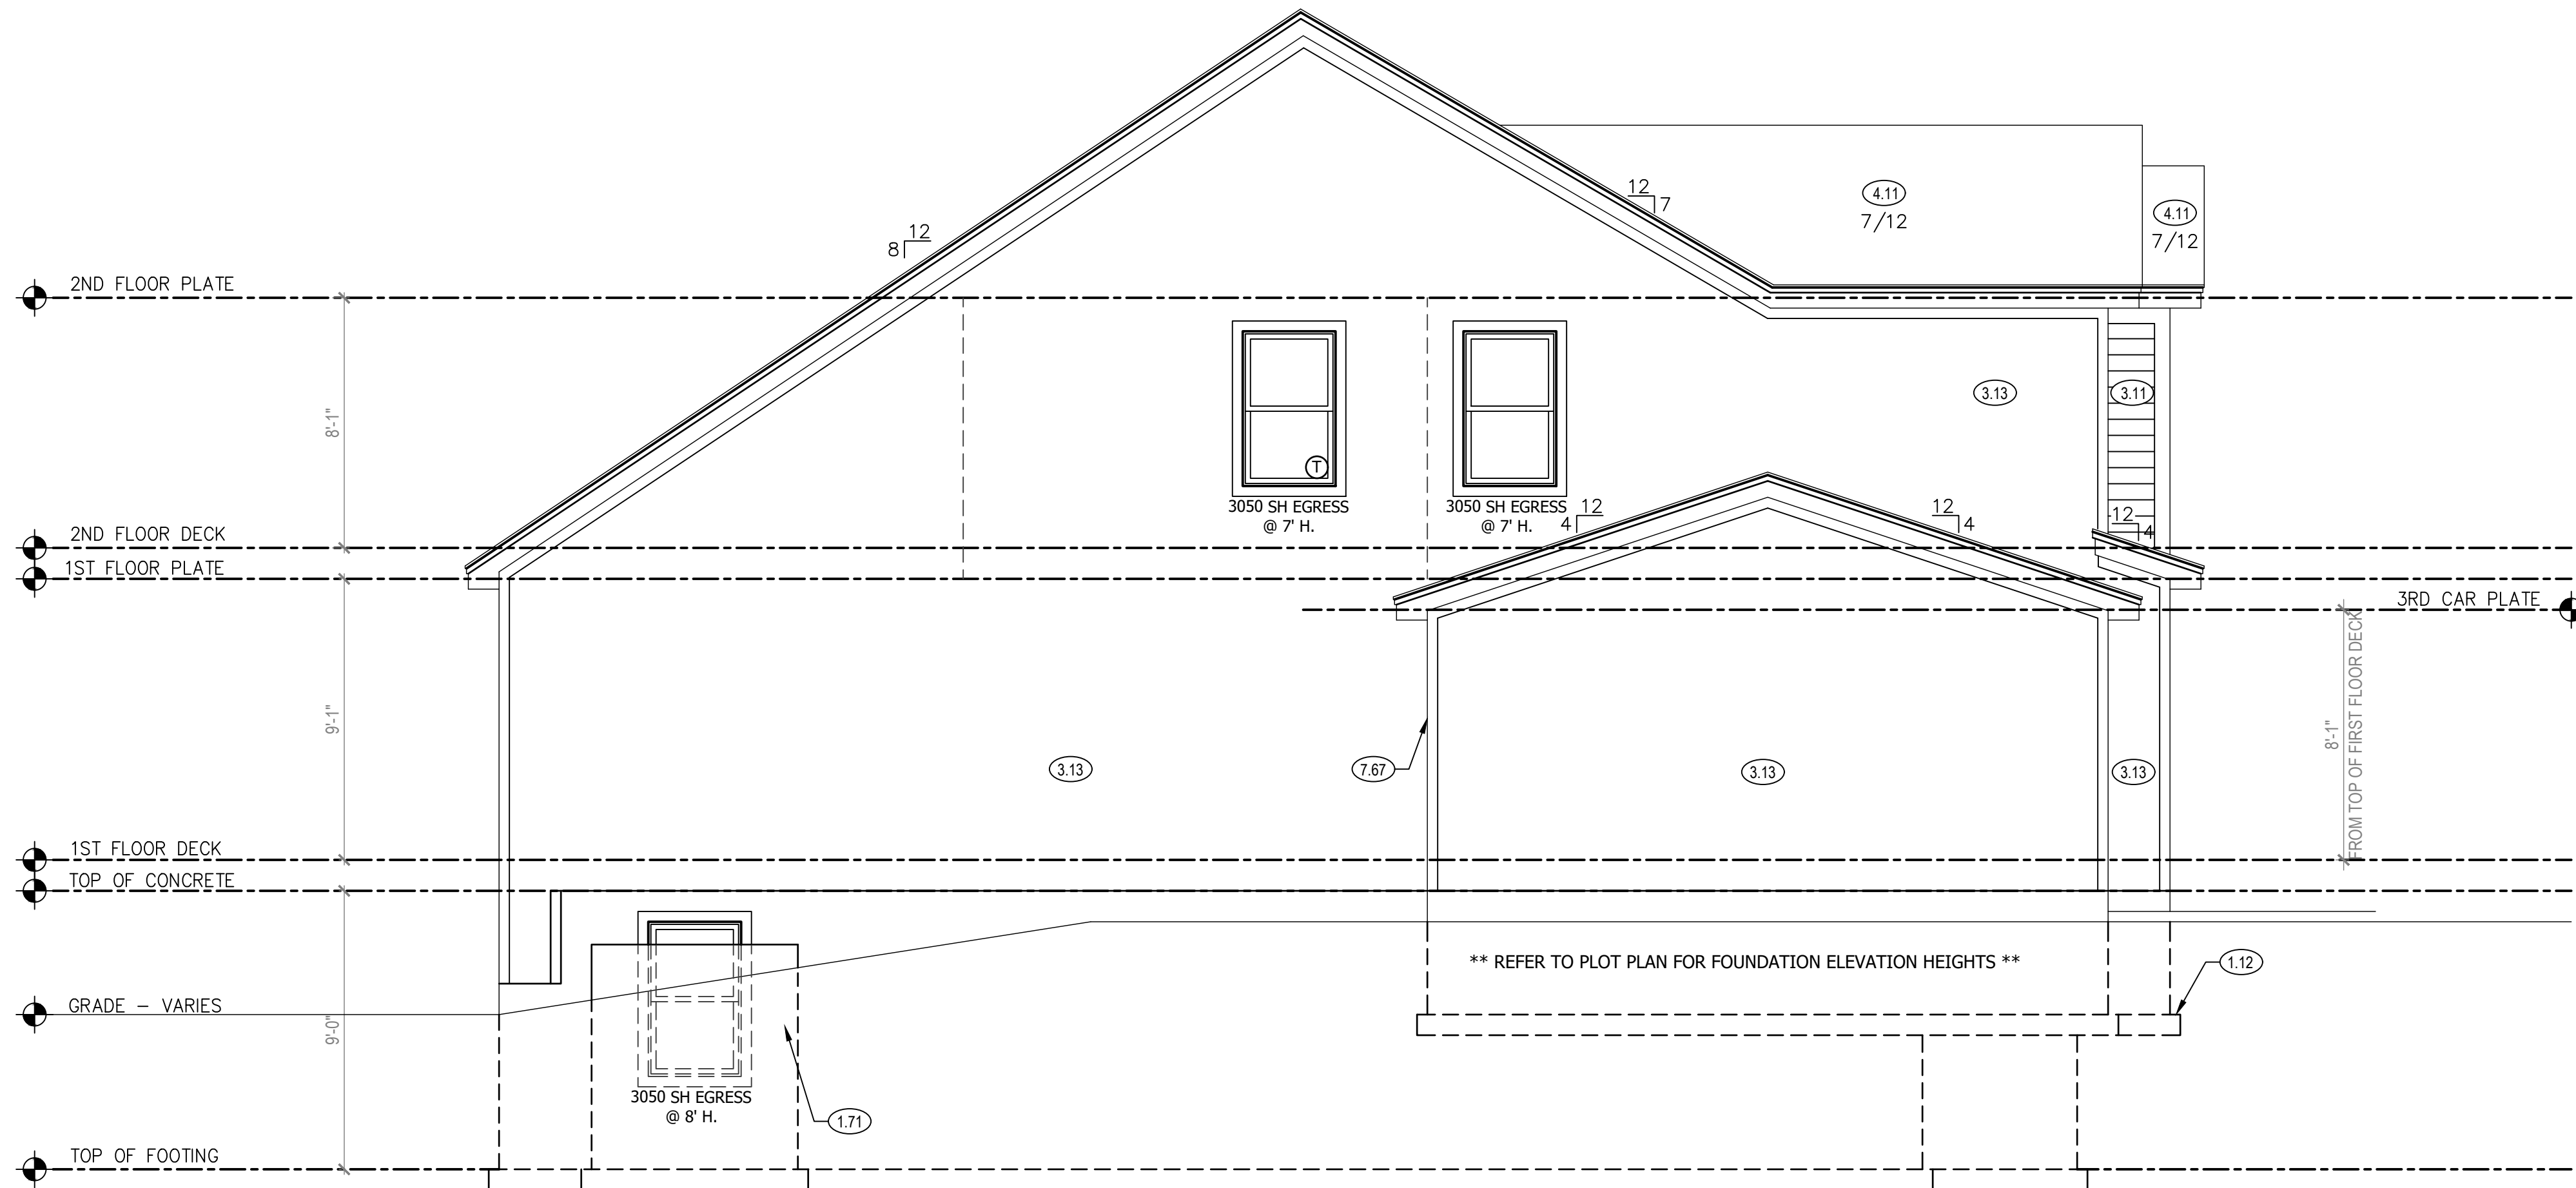 12
7
4.11
7/12
4.11
7/12
12
8
2ND FLOOR PLATE
8'-1"
3.13
3.11
T
3050 SH EGRESS
@ 7' H.
3050 SH EGRESS
@ 7' H.
12
4
12
4
12
4
2ND FLOOR DECK
1ST FLOOR PLATE
3RD CAR PLATE
9'-1"
8'-1"
FROM TOP OF FIRST FLOOR DECK
3.13
7.67
3.13
3.13
1ST FLOOR DECK
TOP OF CONCRETE
** REFER TO PLOT PLAN FOR FOUNDATION ELEVATION HEIGHTS **
1.12
GRADE - VARIES
9'-0"
3050 SH EGRESS
@ 8' H.
1.71
TOP OF FOOTING